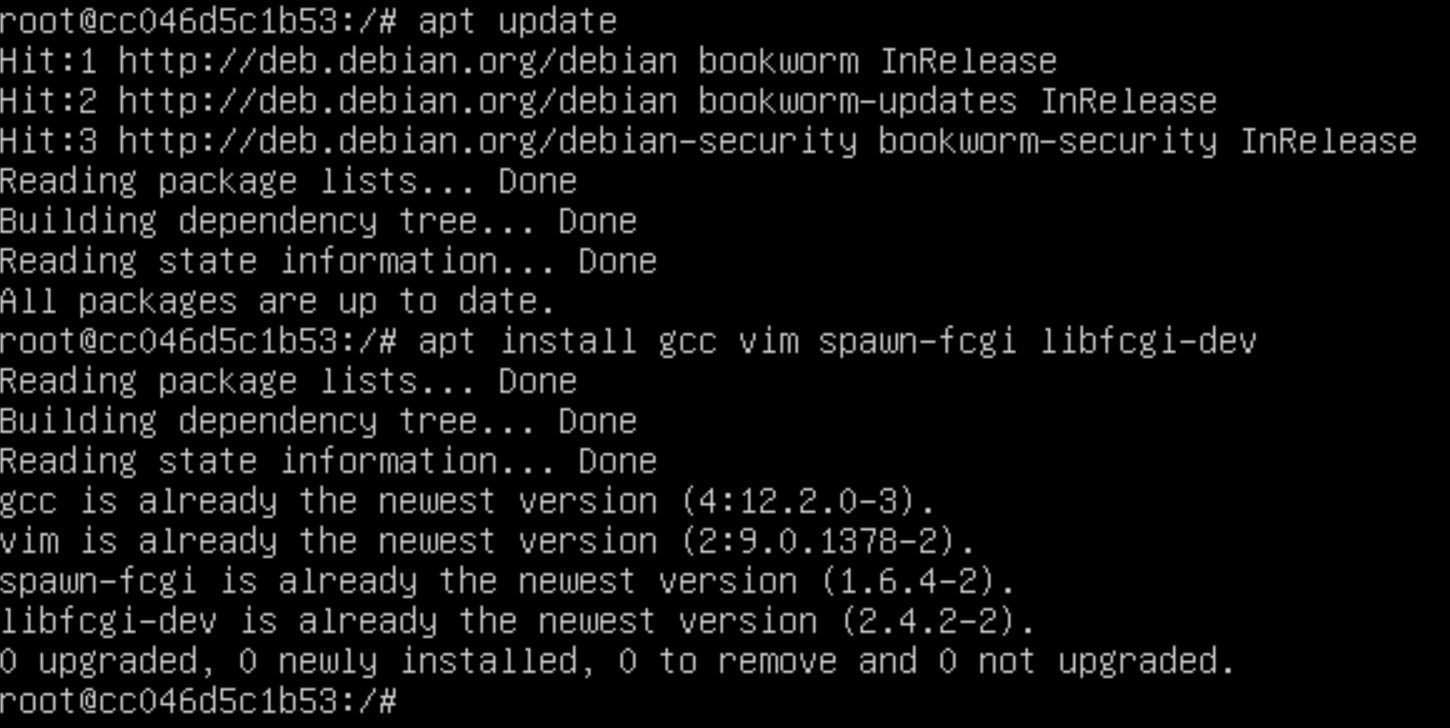 root@cc046d5c1b53:/# apt update
Hit:1 http://deb.debian.org/debian bookworm InRelease
Hit:2 http://deb.debian.org/debian bookworm-updates InRelease
Hit:3 http://deb.debian.org/debian-security bookworm-security InRelease
Reading package lists... Done
Building dependency tree... Done
Reading state information... Done
All packages are up to date.
root@cc046d5c1b53:/# apt install gcc vim spawn-fcgi libfcgi-dev
Reading package lists... Done
Building dependency tree... Done
Reading state information... Done
gcc is already the newest version (4:12.2.0-3).
vim is already the newest version (2:9.0.1378-2).
spawn-fcgi is already the newest version (1.6.4-2).
libfcgi-dev is already the newest version (2.4.2-2).
0 upgraded, 0 newly installed, 0 to remove and 0 not upgraded.
root@cc046d5c1b53:/#